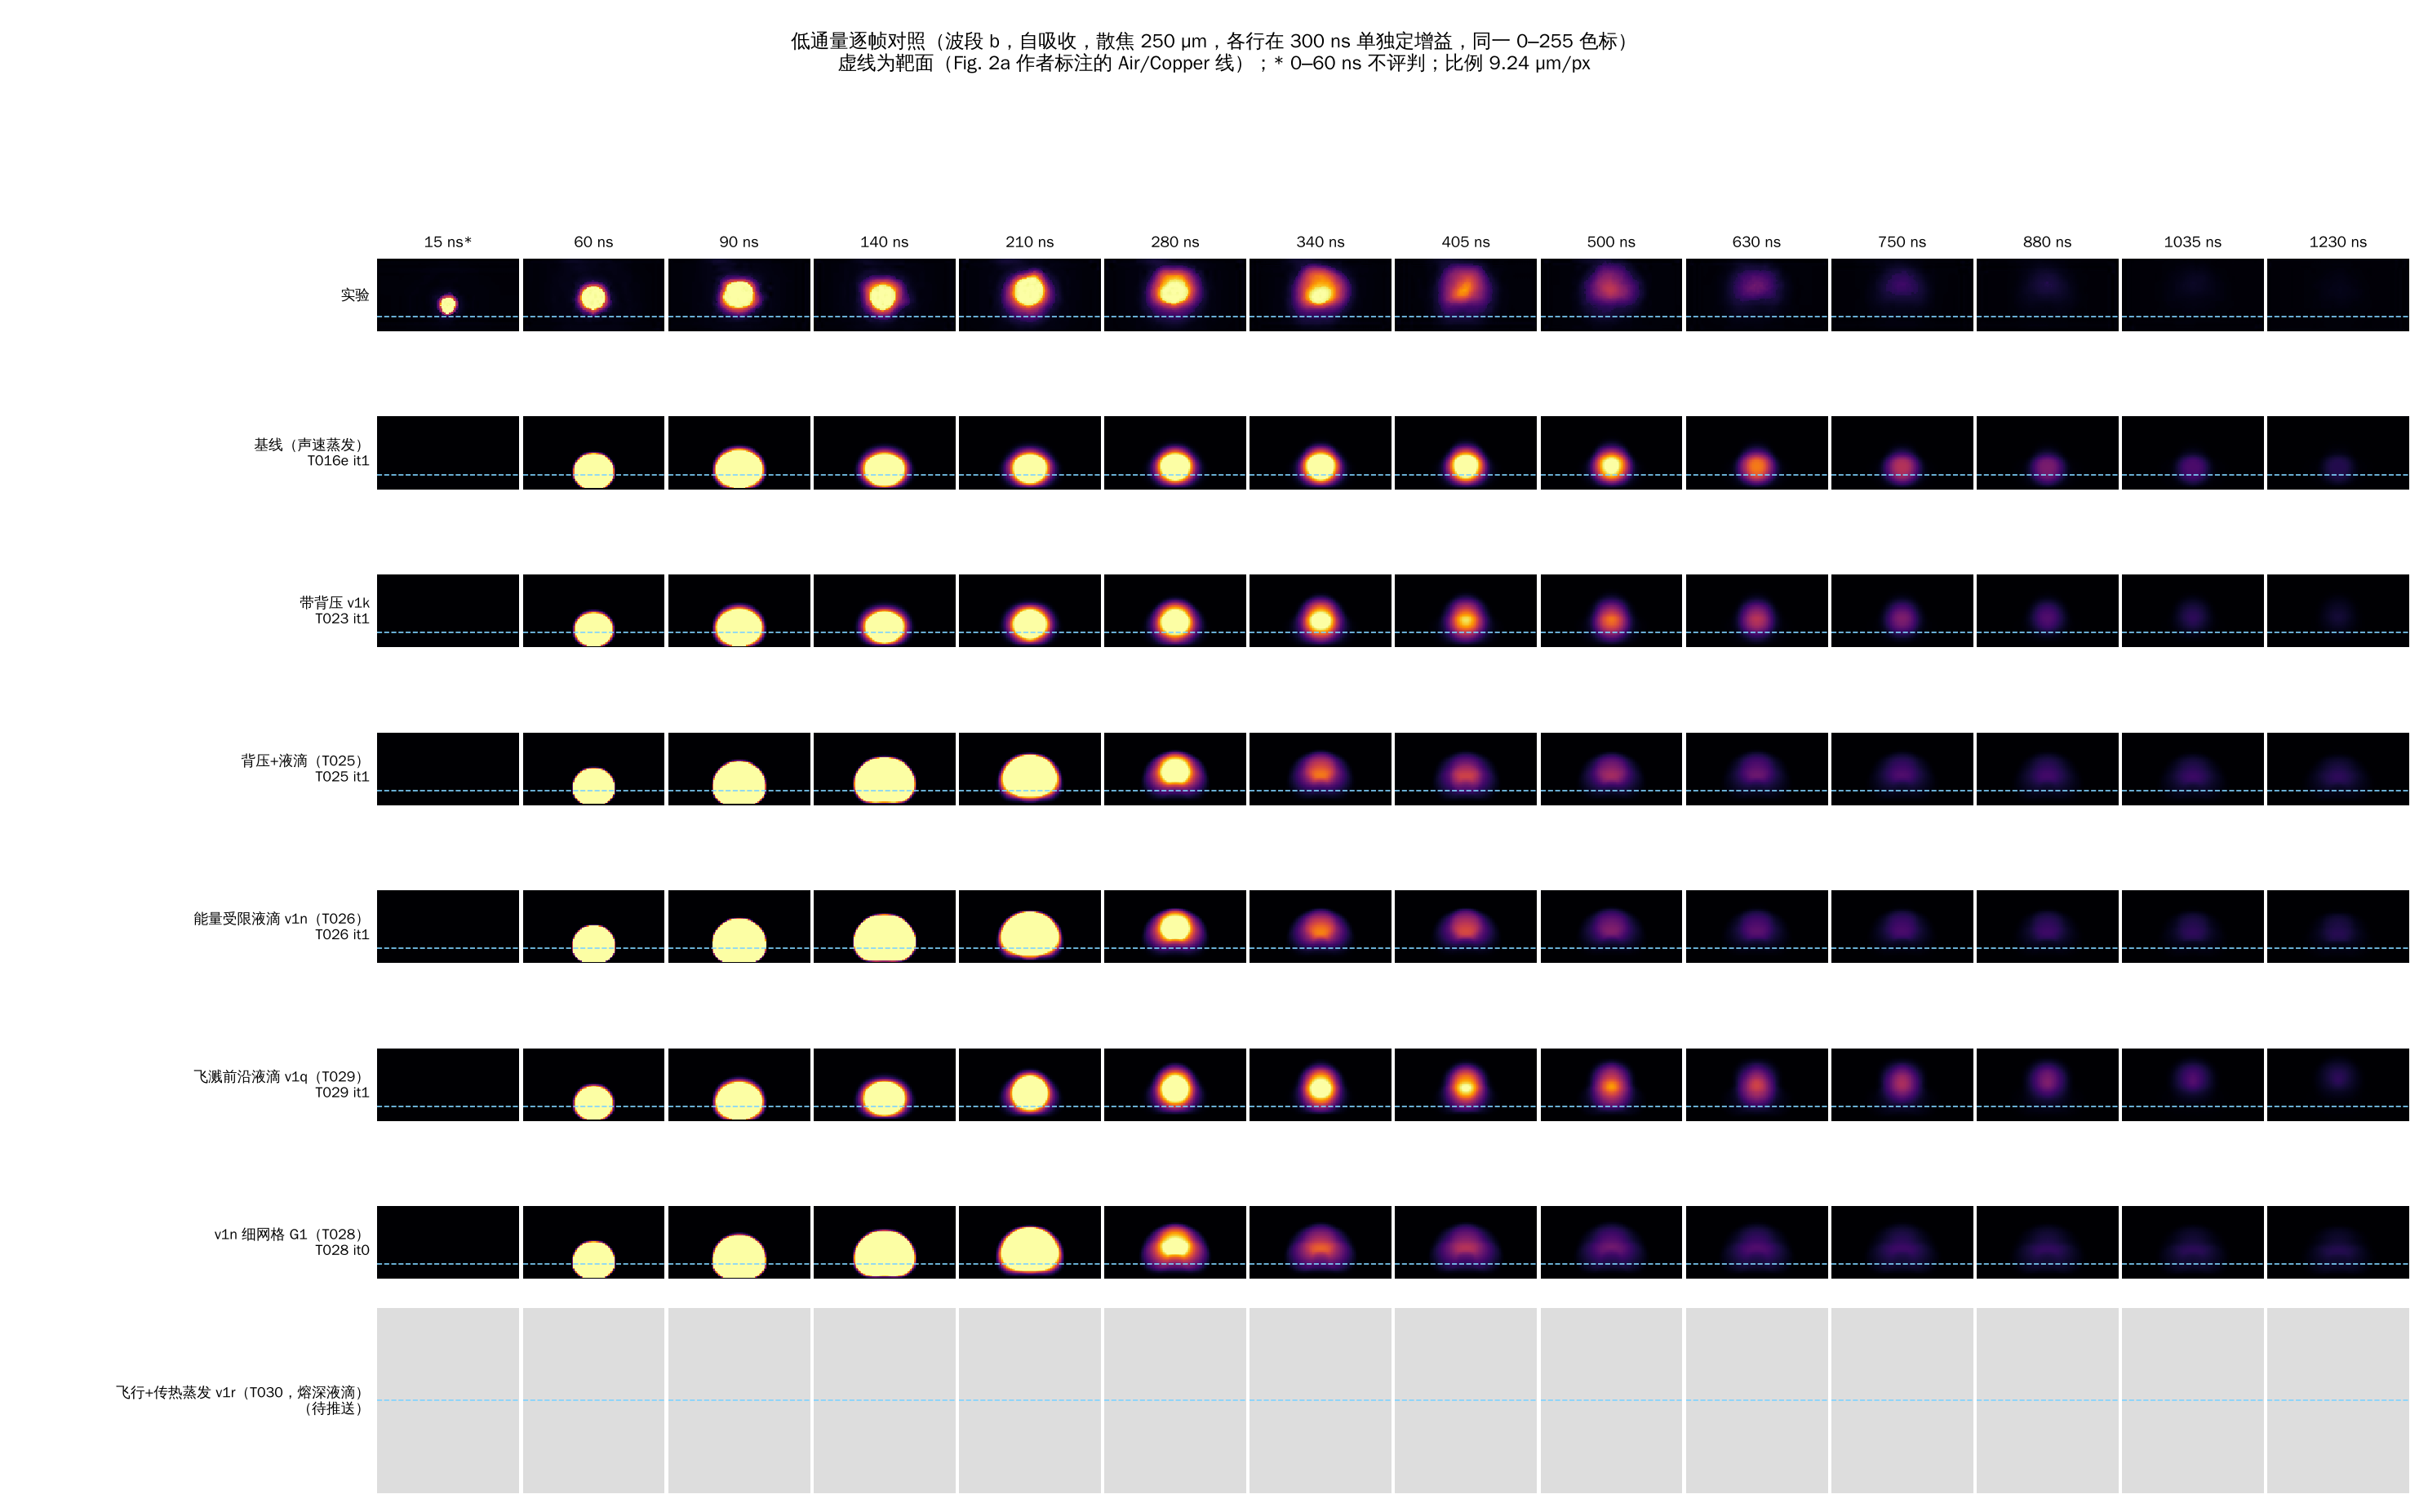 低通量逐帧对照（波段 b，自吸收，散焦 250 µm，各行在 300 ns 单独定增益，同一 0–255 色标）
虚线为靶面（Fig. 2a 作者标注的 Air/Copper 线）；* 0–60 ns 不评判；比例 9.24 µm/px
15 ns* 60 ns 90 ns 140 ns 210 ns 280 ns 340 ns 405 ns 500 ns 630 ns 750 ns 880 ns 1035 ns 1230 ns
实验
基线（声速蒸发）
T016e it1
带背压 v1k
T023 it1
背压+液滴（T025）
T025 it1
能量受限液滴 v1n（T026）
T026 it1
飞溅前沿液滴 v1q（T029）
T029 it1
v1n 细网格 G1（T028）
T028 it0
飞行+传热蒸发 v1r（T030，熔深液滴）
（待推送）